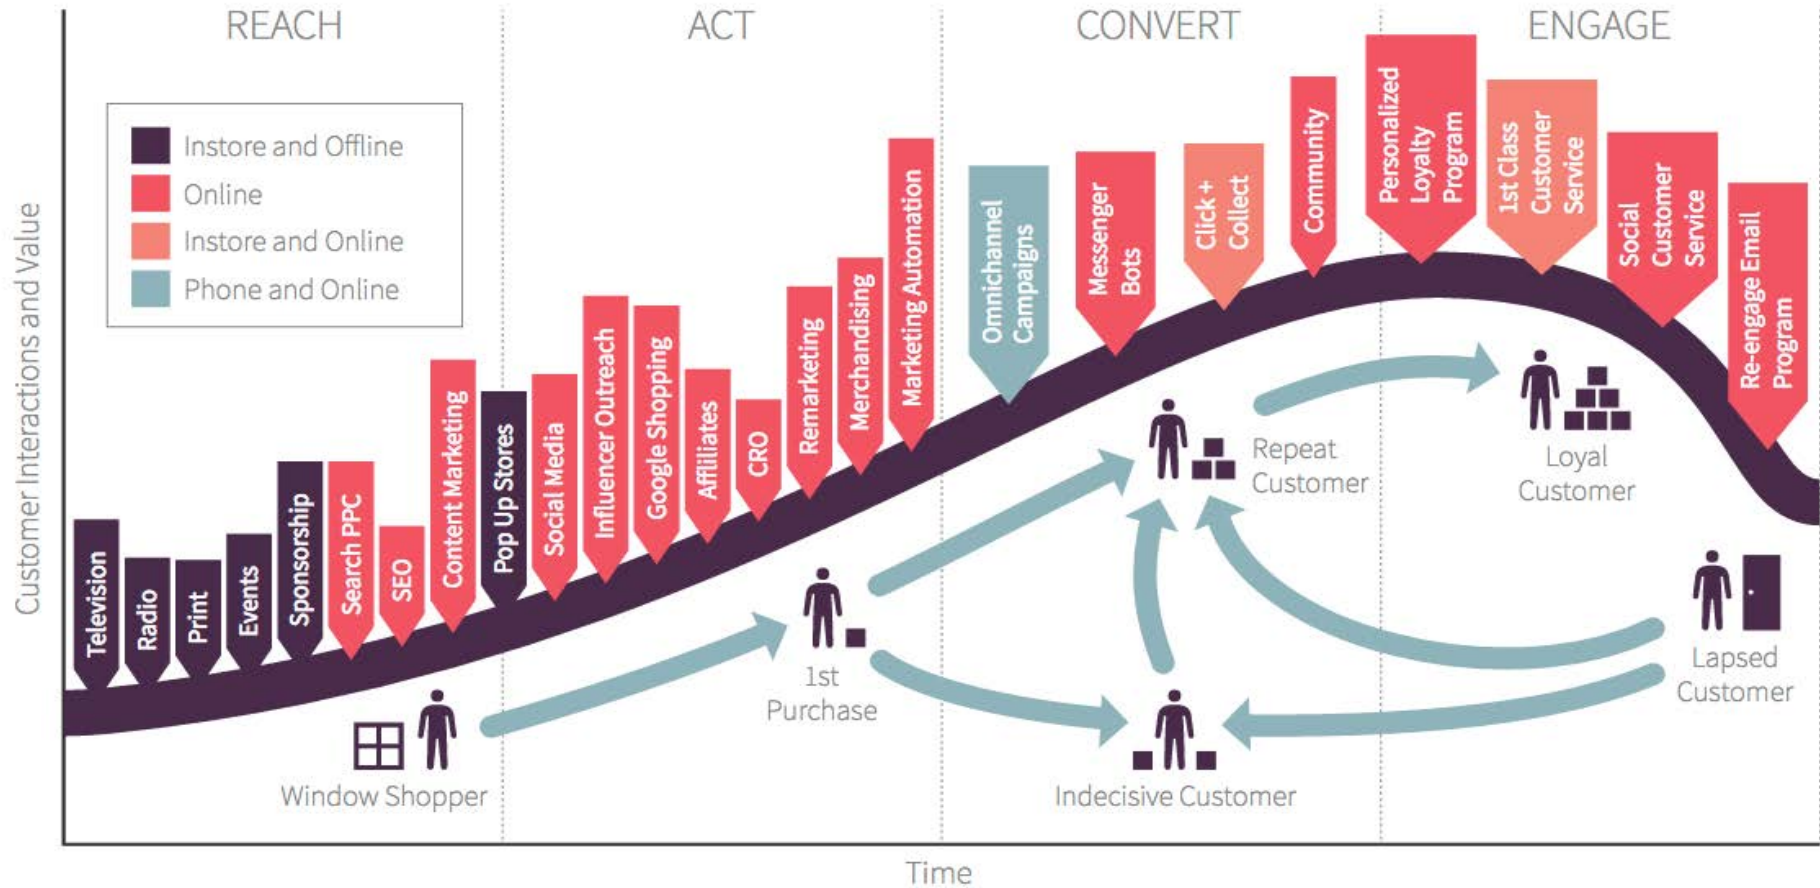 REACH
ACT
CONVERT
ENGAGE
Instore and Offline
Online
Instore and Online
Phone and Online
Customer Interactions and Value
Television
Radio
Print
Events
Sponsorship
Search PPC
SEO
Content Marketing
Pop Up Stores
Social Media
Influencer Outreach
Google Shopping
Affliliates
CRO
Remarketing
Merchandising
Marketing Automation
Omnichannel
Campaigns
Messenger
Bots
Click +
Collect
Community
Personalized
Loyalty
Program
1st Class
Customer
Service
Social
Customer
Service
Re-engage Email
Program
Window Shopper
1st
Purchase
Repeat
Customer
Indecisive Customer
Loyal
Customer
Lapsed
Customer
Time